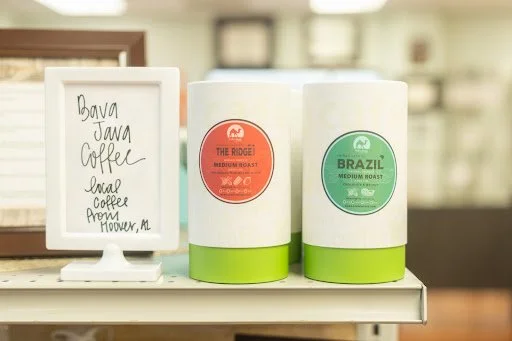 Bava
Java
Coffee
local
Coffee
from
Hoover, AL
THE RIDGE
MEDIUM ROAST
BRAZIL
MEDIUM ROAST